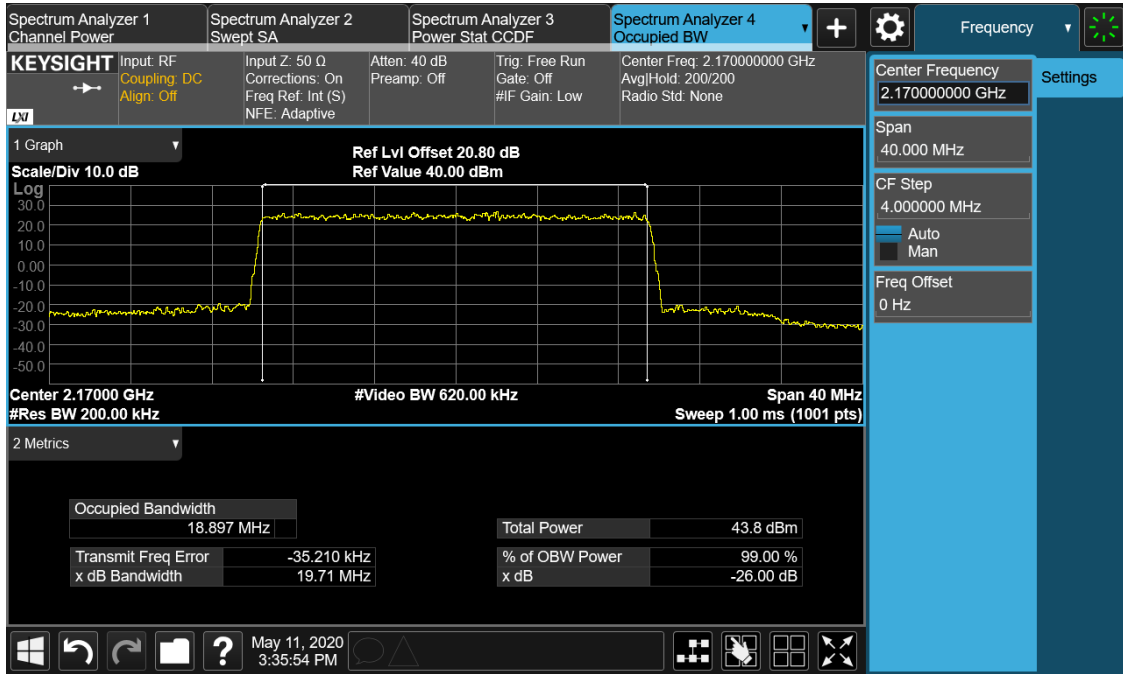 Spectrum Analyzer 1
Channel Power
Spectrum Analyzer 2
Swept SA
Spectrum Analyzer 3
Power Stat CCDF
Spectrum Analyzer 4
Occupied BW
Frequency
KEYSIGHT
LXI
Input: RF
Coupling: DC
Align: Off
Input Z: 50 Ω
Corrections: On
Freq Ref: Int (S)
NFE: Adaptive
Atten: 40 dB
Preamp: Off
Trig: Free Run
Gate: Off
#IF Gain: Low
Center Freq: 2.170000000 GHz
Avg|Hold: 200/200
Radio Std: None
1 Graph
Scale/Div 10.0 dB
Ref Lvl Offset 20.80 dB
Ref Value 40.00 dBm
Log
30.0
20.0
10.0
0.00
-10.0
-20.0
-30.0
-40.0
-50.0
Center 2.17000 GHz
#Res BW 200.00 kHz
#Video BW 620.00 kHz
Span 40 MHz
Sweep 1.00 ms (1001 pts)
2 Metrics
Occupied Bandwidth
18.897 MHz
Transmit Freq Error -35.210 kHz
x dB Bandwidth 19.71 MHz
Total Power 43.8 dBm
% of OBW Power 99.00 %
x dB -26.00 dB
Center Frequency
2.170000000 GHz
Span
40.000 MHz
CF Step
4.000000 MHz
Auto
Man
Freq Offset
0 Hz
Settings
?
May 11, 2020
3:35:54 PM